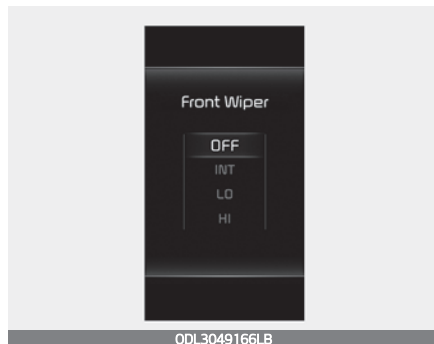 Front Wiper
OFF
INT
LO
HI
ODL3049166LB